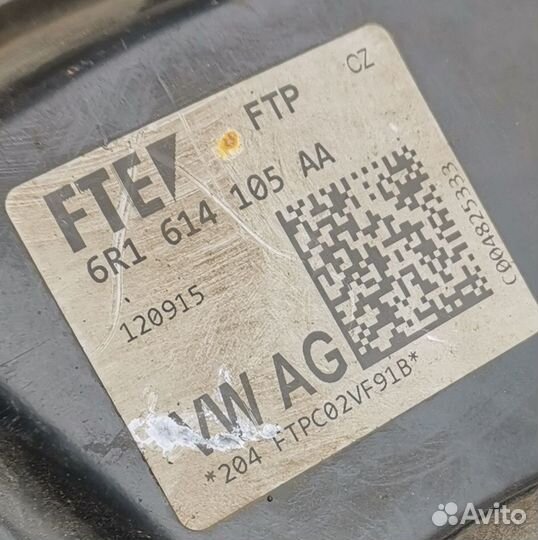 FTE FTP CZ
6R1 614 105 AA
120915
C004825333
VW AG
*204 FTPC02VF91B*
Avito